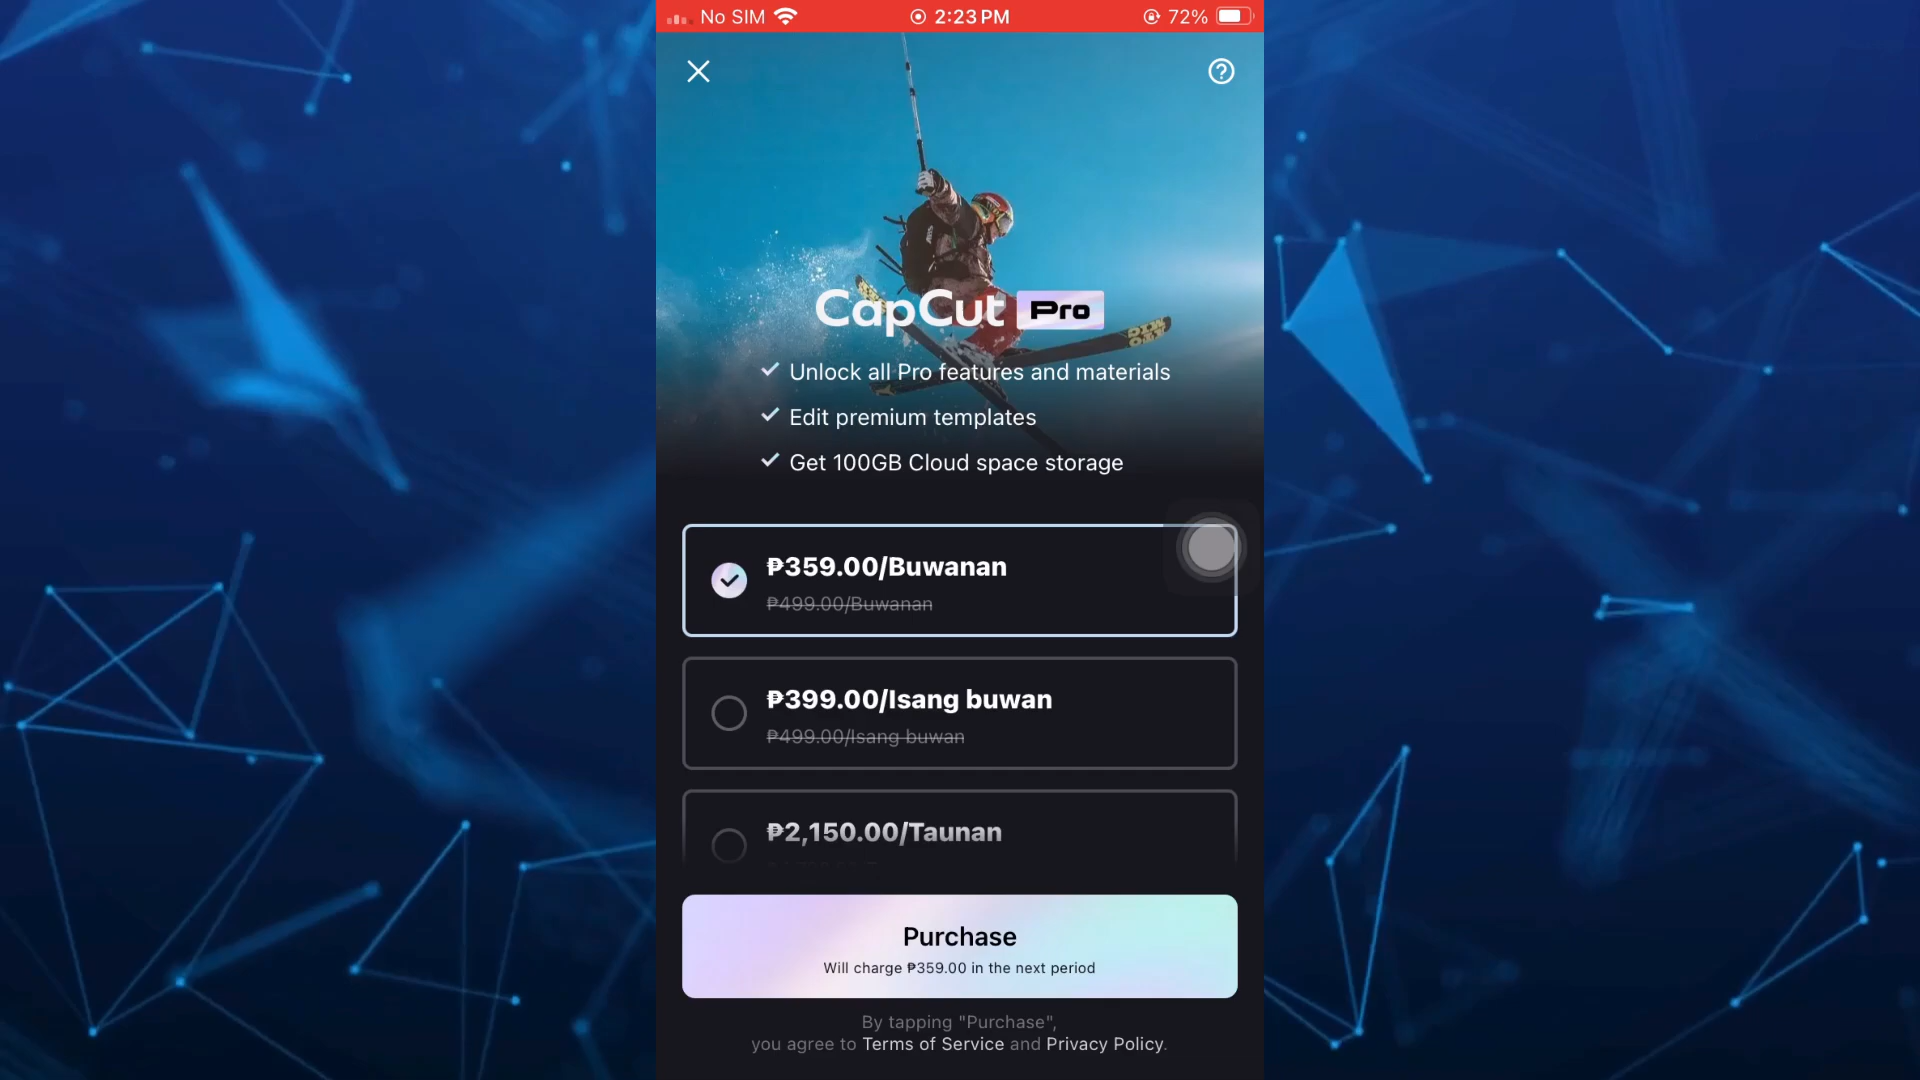 No SIM 2:23 PM 72%
CapCut Pro
Unlock all Pro features and materials
Edit premium templates
Get 100GB Cloud space storage
₱359.00/Buwanan
₱499.00/Buwanan
₱399.00/Isang buwan
₱499.00/Isang buwan
₱2,150.00/Taunan
Purchase
Will charge ₱359.00 in the next period
By tapping "Purchase",
you agree to Terms of Service and Privacy Policy.